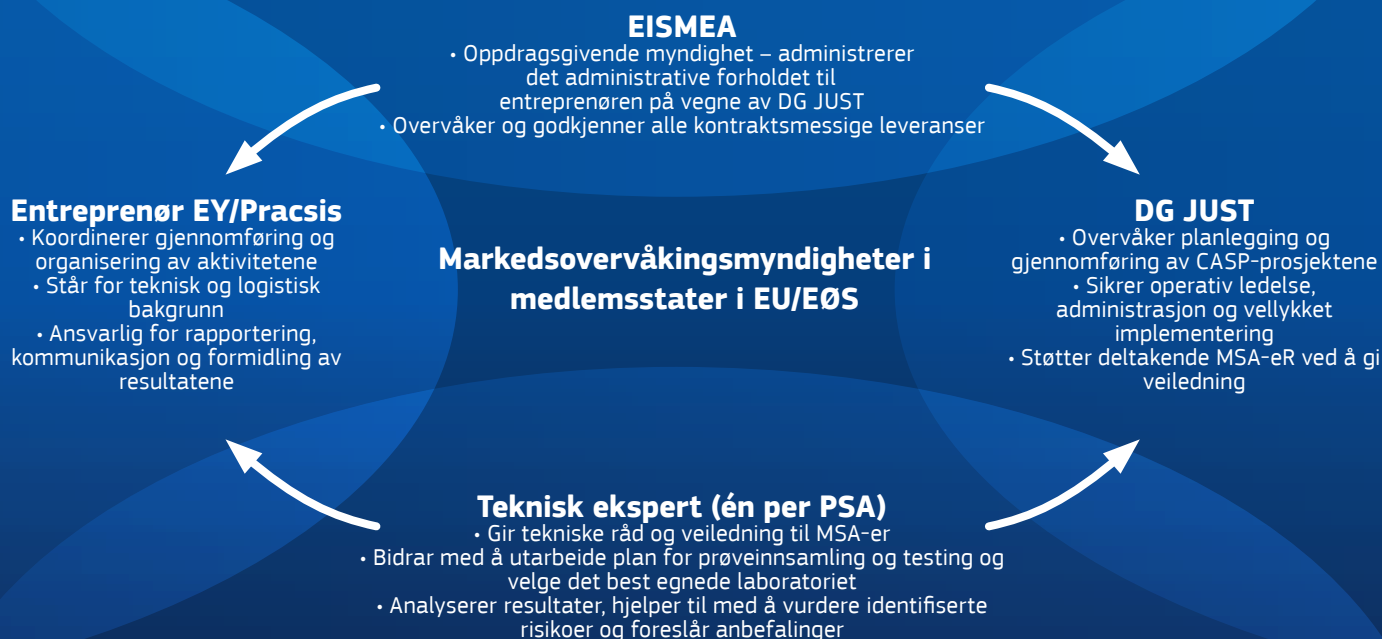 EISMEA
• Oppdragsgivende myndighet – administrerer
det administrative forholdet til
entreprenøren på vegne av DG JUST
• Overvåker og godkjenner alle kontraktsmessige leveranser
Entreprenør EY/Pracsis
• Koordinerer gjennomføring og
organisering av aktivitetene
• Står for teknisk og logistisk
bakgrunn
• Ansvarlig for rapportering,
kommunikasjon og formidling av
resultatene
Markedsovervåkingsmyndigheter i
medlemsstater i EU/EØS
DG JUST
• Overvåker planlegging og
gjennomføring av CASP-prosjektene
• Sikrer operativ ledelse,
administrasjon og vellykket
implementering
• Støtter deltakende MSA-eR ved å gi
veiledning
Teknisk ekspert (én per PSA)
• Gir tekniske råd og veiledning til MSA-er
• Bidrar med å utarbeide plan for prøveinnsamling og testing og
velge det best egnede laboratoriet
• Analyserer resultater, hjelper til med å vurdere identifiserte
risikoer og foreslår anbefalinger